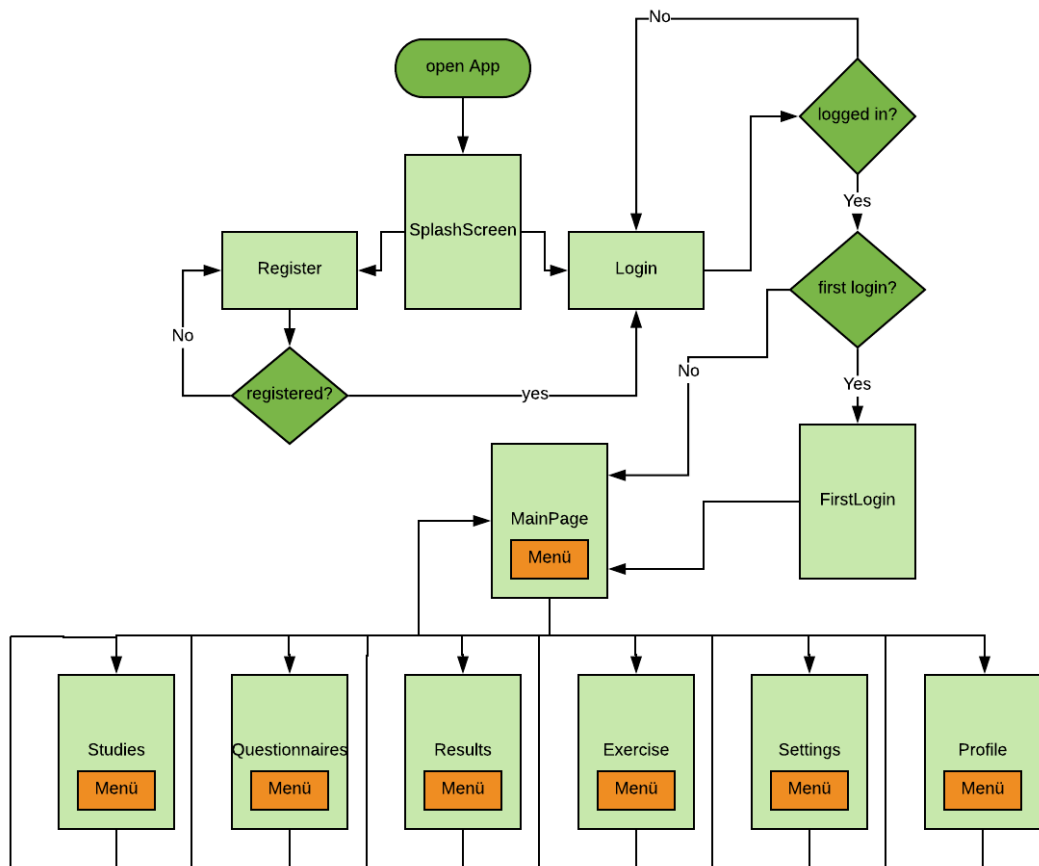 No
open App
logged in?
SplashScreen
Yes
Register
Login
first login?
No
registered?
yes
No
Yes
MainPage
Menü
FirstLogin
Studies
Questionnaires
Results
Exercise
Settings
Profile
Menü
Menü
Menü
Menü
Menü
Menü